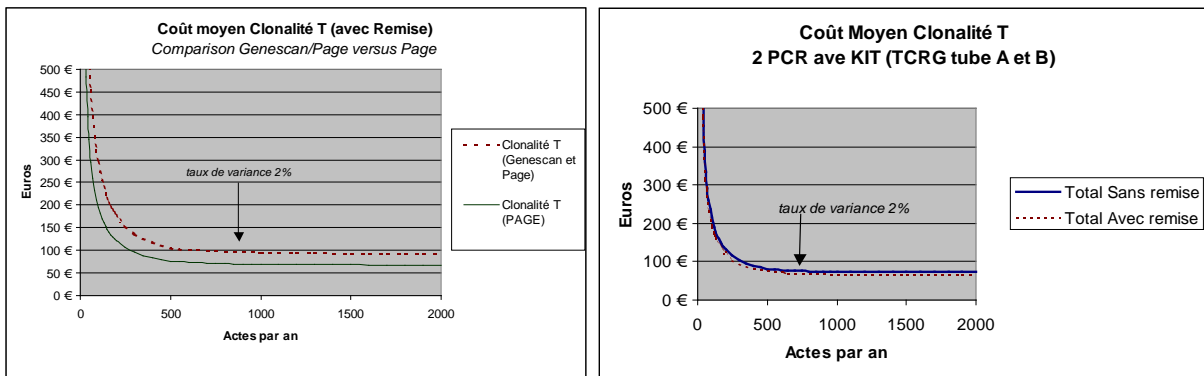 Coût moyen Clonalité T (avec Remise)
Comparison Genescan/Page versus Page
500 €
450 €
400 €
350 €
300 €
250 €
200 €
150 €
100 €
50 €
0 €
Euros
taux de variance 2%
0
500
1000
1500
2000
Actes par an
Clonalité T
(Genescan et
Page)
Clonalité T
(PAGE)
Coût Moyen Clonalité T
2 PCR ave KIT (TCRG tube A et B)
500 €
400 €
300 €
200 €
100 €
0 €
Euros
taux de variance 2%
0
500
1000
1500
2000
Actes par an
Total Sans remise
Total Avec remise